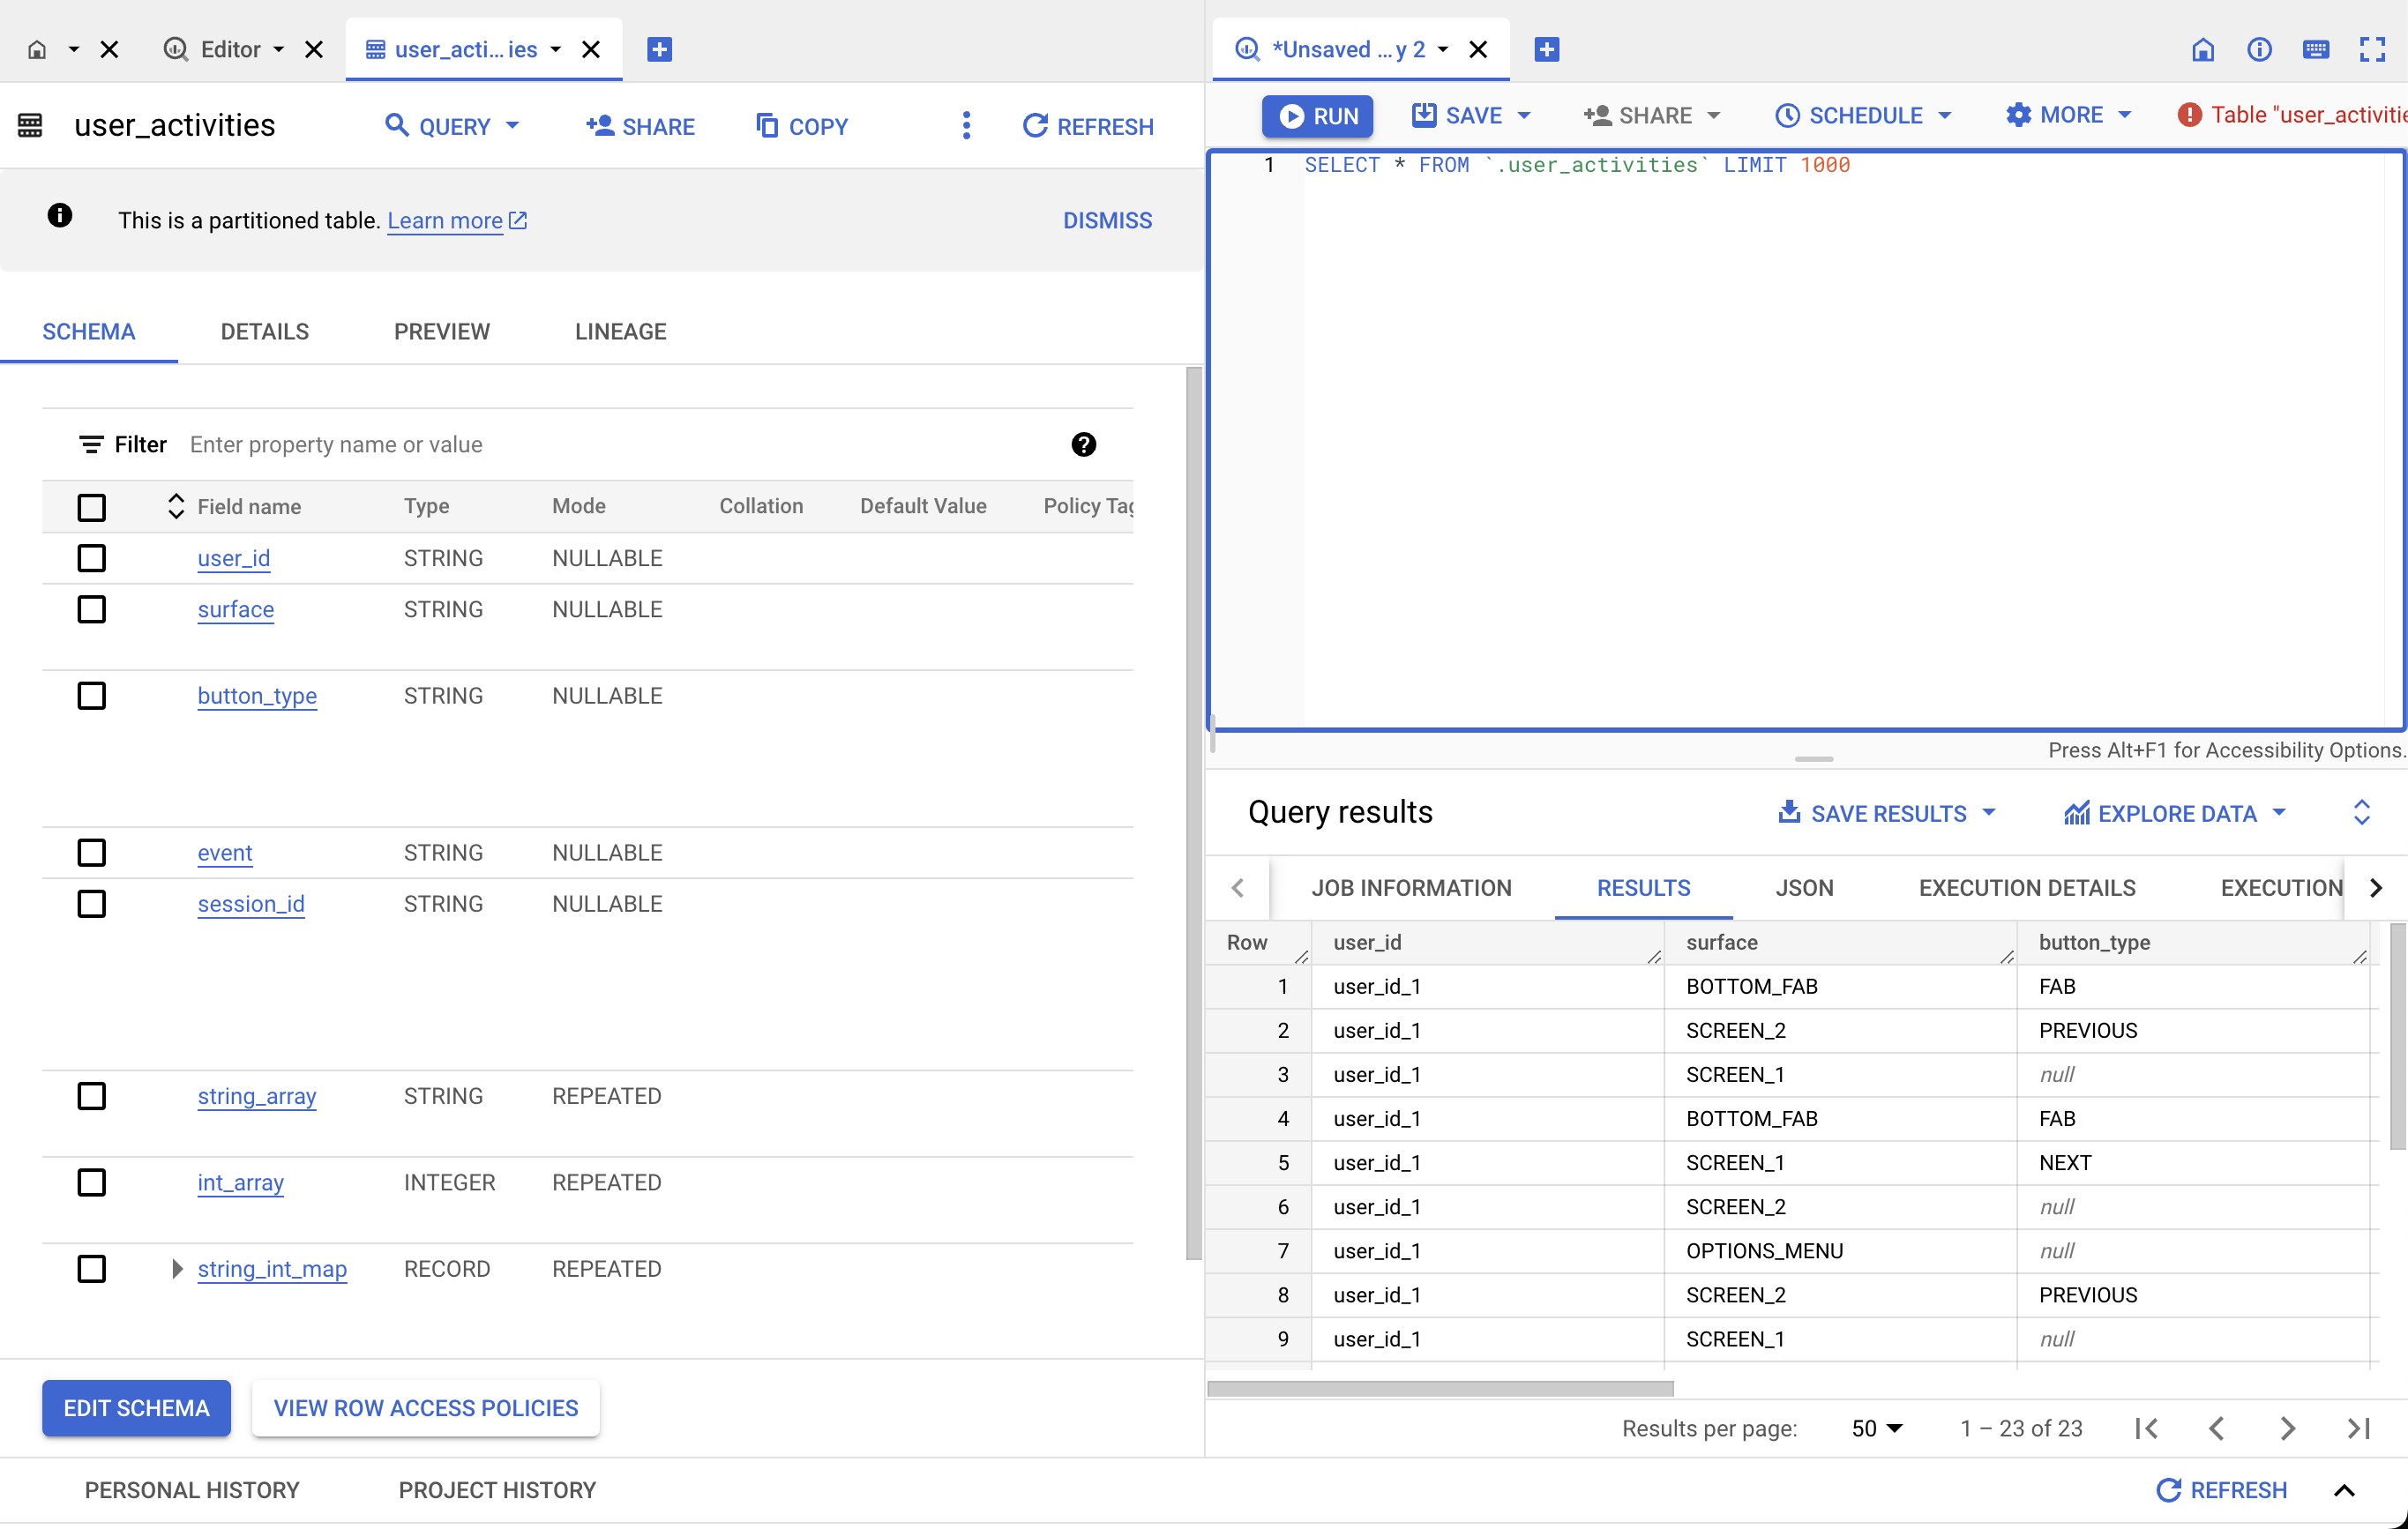 Editor
user_acti... ies
user_activities
QUERY
SHARE
COPY
REFRESH
This is a partitioned table. Learn more
DISMISS
SCHEMA
DETAILS
PREVIEW
LINEAGE
Filter Enter property name or value
Field name Type Mode Collation Default Value Policy Tag
user_id STRING NULLABLE
surface STRING NULLABLE
button_type STRING NULLABLE
event STRING NULLABLE
session_id STRING NULLABLE
string_array STRING REPEATED
int_array INTEGER REPEATED
string_int_map RECORD REPEATED
EDIT SCHEMA
VIEW ROW ACCESS POLICIES
*Unsaved ...y 2
RUN
SAVE
SHARE
SCHEDULE
MORE
Table "user_activitie
1 SELECT * FROM `.user_activities` LIMIT 1000
Press Alt+F1 for Accessibility Options.
Query results
SAVE RESULTS
EXPLORE DATA
JOB INFORMATION
RESULTS
JSON
EXECUTION DETAILS
EXECUTION
Row user_id surface button_type
1 user_id_1 BOTTOM_FAB FAB
2 user_id_1 SCREEN_2 PREVIOUS
3 user_id_1 SCREEN_1 null
4 user_id_1 BOTTOM_FAB FAB
5 user_id_1 SCREEN_1 NEXT
6 user_id_1 SCREEN_2 null
7 user_id_1 OPTIONS_MENU null
8 user_id_1 SCREEN_2 PREVIOUS
9 user_id_1 SCREEN_1 null
Results per page: 50 1 – 23 of 23
PERSONAL HISTORY
PROJECT HISTORY
REFRESH